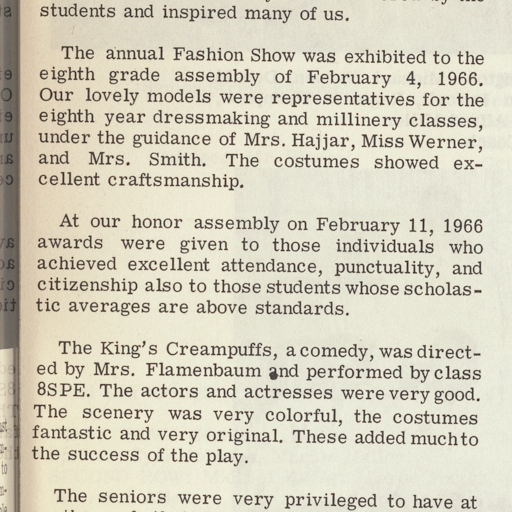 students and inspired many of us.
The annual Fashion Show was exhibited to the
eighth grade assembly of February 4, 1966.
Our lovely models were representatives for the
eighth year dressmaking and millinery classes,
under the guidance of Mrs. Hajjar, Miss Werner,
and Mrs. Smith. The costumes showed ex-
cellent craftsmanship.
At our honor assembly on February 11, 1966
awards were given to those individuals who
achieved excellent attendance, punctuality, and
citizenship also to those students whose scholas-
tic averages are above standards.
The King's Creampuffs, a comedy, was direct-
ed by Mrs. Flamenbaum and performed by class
8SPE. The actors and actresses were very good.
The scenery was very colorful, the costumes
fantastic and very original. These added much to
the success of the play.
The seniors were very privileged to have at